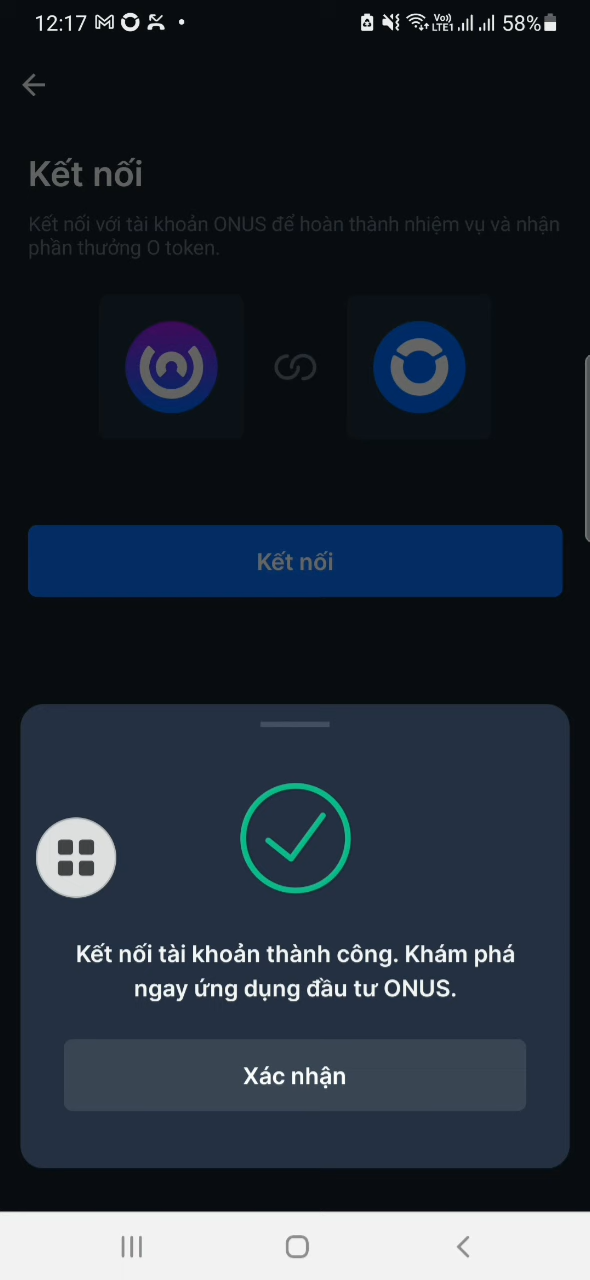 12:17
Vo)) LTE1 58%
Kết nối
Kết nối với tài khoản ONUS để hoàn thành nhiệm vụ và nhận
phần thưởng O token.
Kết nối
Kết nối tài khoản thành công. Khám phá
ngay ứng dụng đầu tư ONUS.
Xác nhận